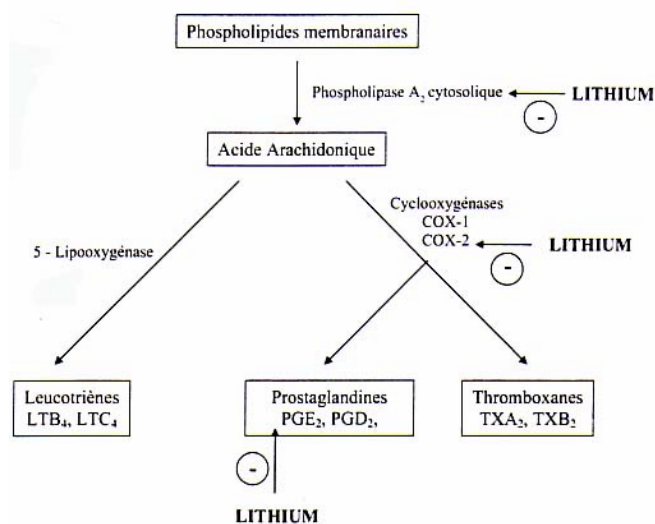 Phospholipides membranaires
Phospholipase A₂ cytosolique
LITHIUM
-
Acide Arachidonique
Cyclooxygénases
COX-1
COX-2
LITHIUM
-
5 - Lipooxygénase
Leucotriènes
LTB₄, LTC₄
Prostaglandines
PGE₂, PGD₂,
Thromboxanes
TXA₂, TXB₂
-
LITHIUM